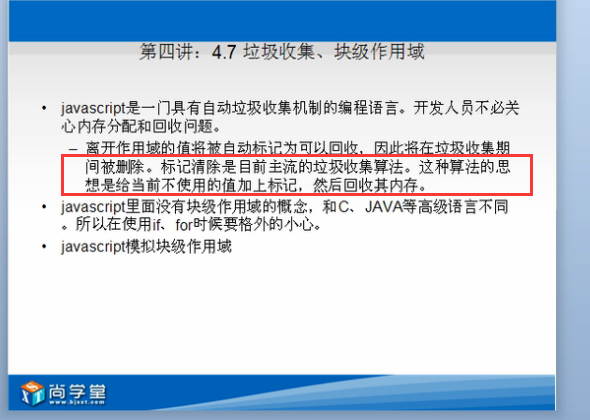 第四讲：4.7 垃圾收集、块级作用域
• javascript是一门具有自动垃圾收集机制的编程语言。开发人员不必关
心内存分配和回收问题。
– 离开作用域的值将被自动标记为可以回收，因此将在垃圾收集期
间被删除。标记清除是目前主流的垃圾收集算法。这种算法的思
想是给当前不使用的值加上标记，然后回收其内存。
• javascript里面没有块级作用域的概念，和C、JAVA等高级语言不同
。所以在使用if、for时候要格外的小心。
• javascript模拟块级作用域
尚学堂
www.bjsxt.com